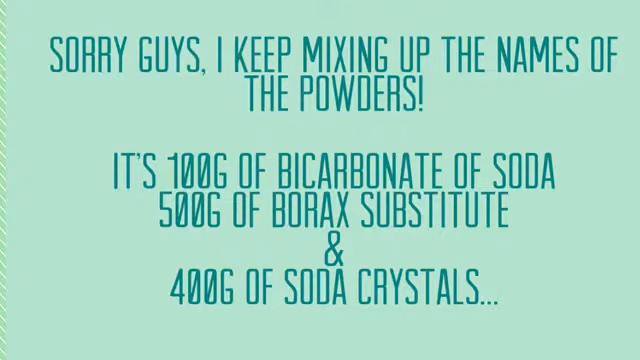 SORRY GUYS, I KEEP MIXING UP THE NAMES OF
THE POWDERS!
IT'S 100G OF BICARBONATE OF SODA
500G OF BORAX SUBSTITUTE
&
400G OF SODA CRYSTALS...